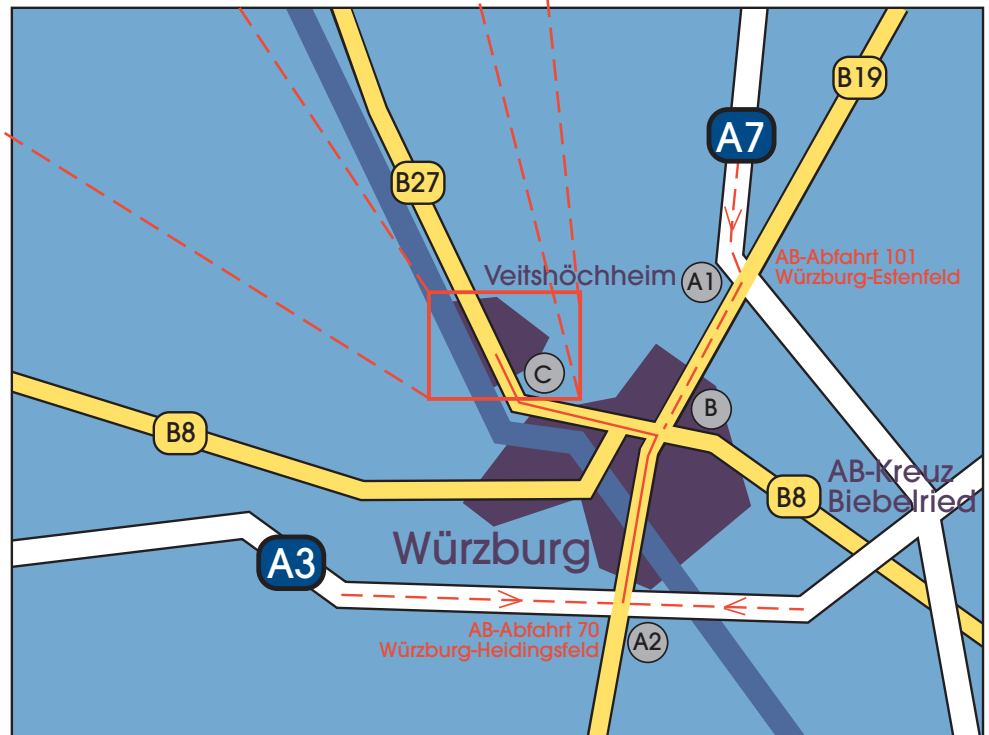 B19
A7
B27
AB-Abfahrt 101
Würzburg-Estenfeld
Veitshöchheim
A1
C
B
B8
AB-Kreuz
Biebelried
B8
Würzburg
A3
AB-Abfahrt 70
Würzburg-Heidingsfeld
A2